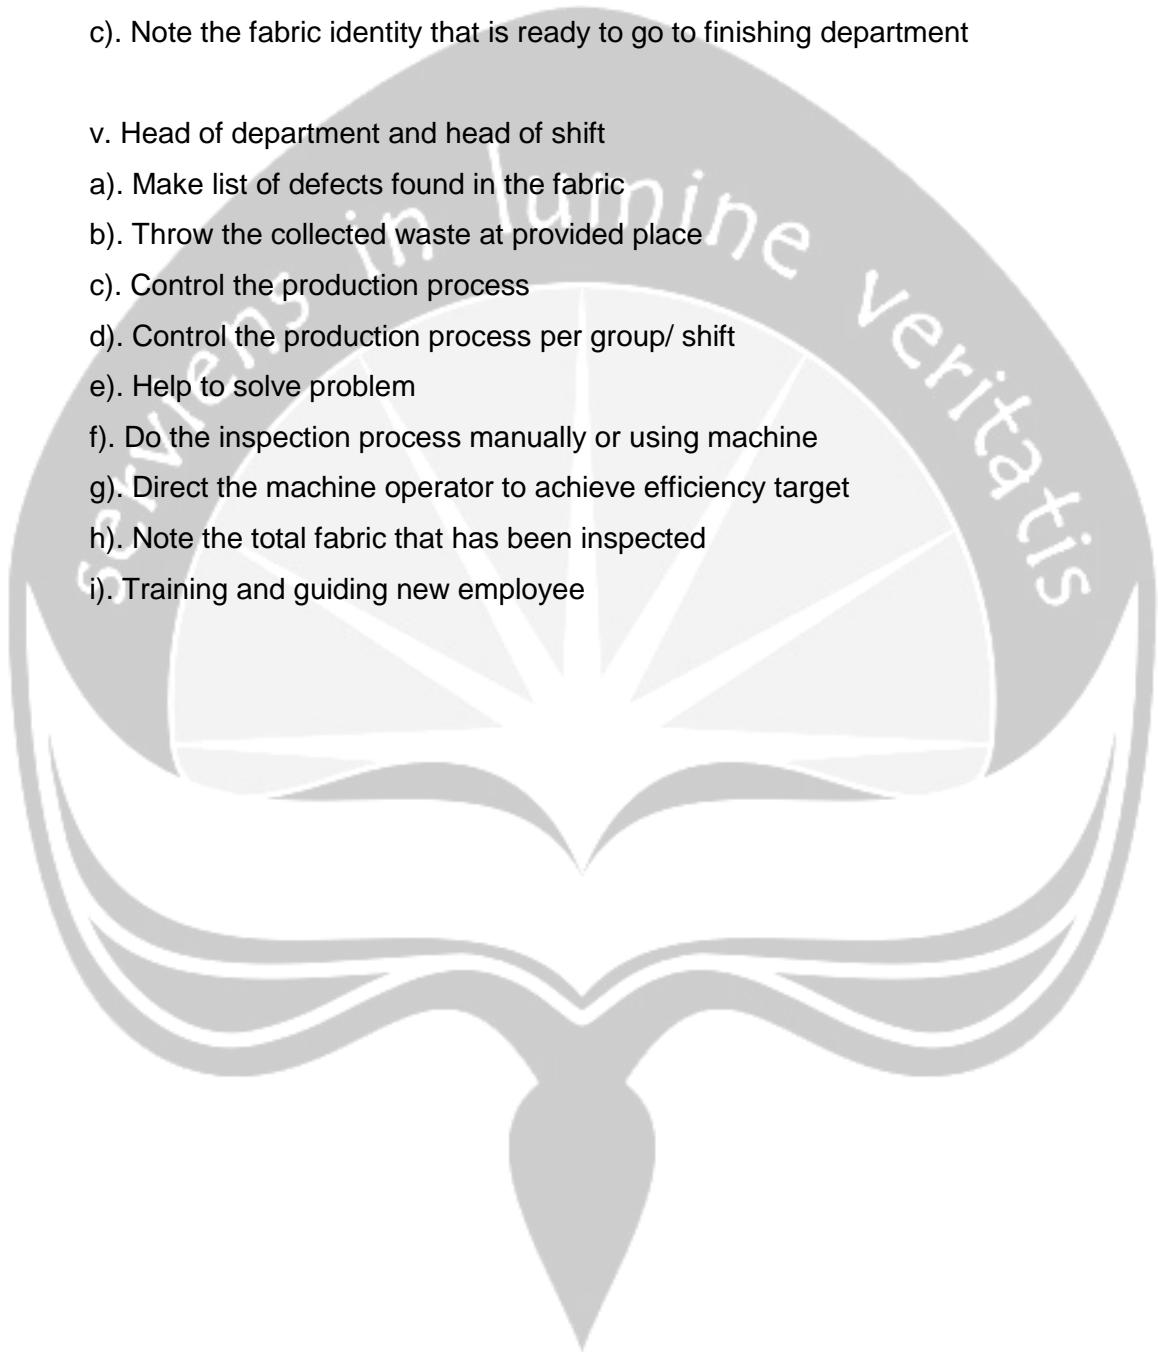 c). Note the fabric identity that is ready to go to finishing department
v. Head of department and head of shift
a). Make list of defects found in the fabric
b). Throw the collected waste at provided place
c). Control the production process
d). Control the production process per group/ shift
e). Help to solve problem
f). Do the inspection process manually or using machine
g). Direct the machine operator to achieve efficiency target
h). Note the total fabric that has been inspected
i). Training and guiding new employee
serviens in lumine veritatis